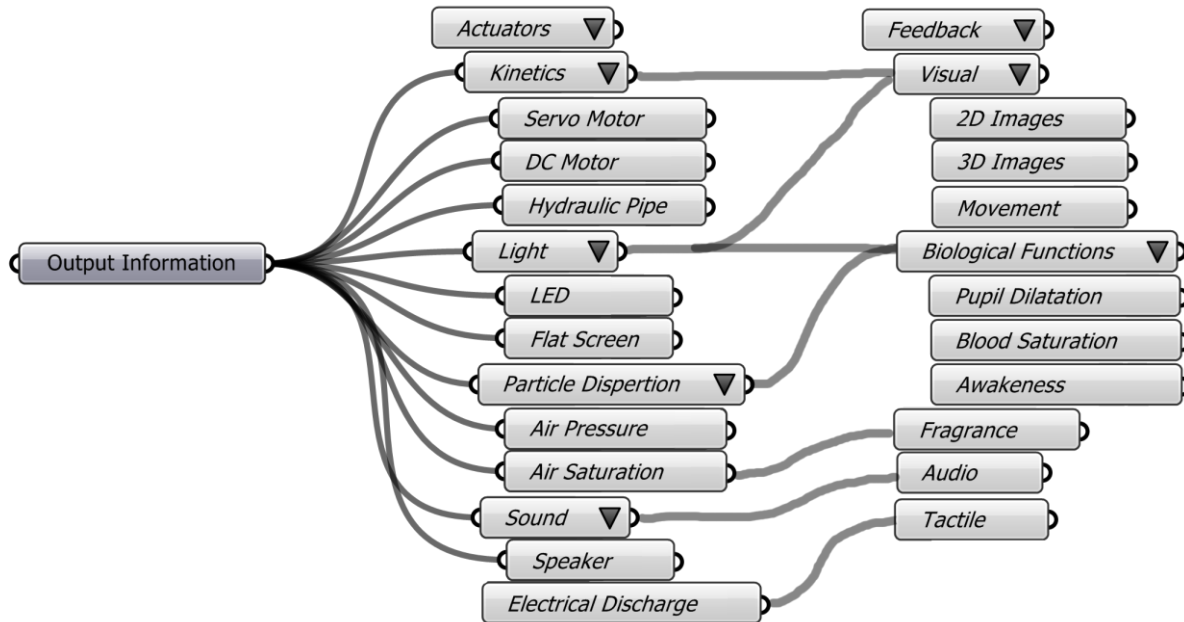 Actuators
Kinetics
Servo Motor
DC Motor
Hydraulic Pipe
Output Information
Light
LED
Flat Screen
Particle Dispertion
Air Pressure
Air Saturation
Sound
Speaker
Electrical Discharge
Feedback
Visual
2D Images
3D Images
Movement
Biological Functions
Pupil Dilatation
Blood Saturation
Awakeness
Fragrance
Audio
Tactile